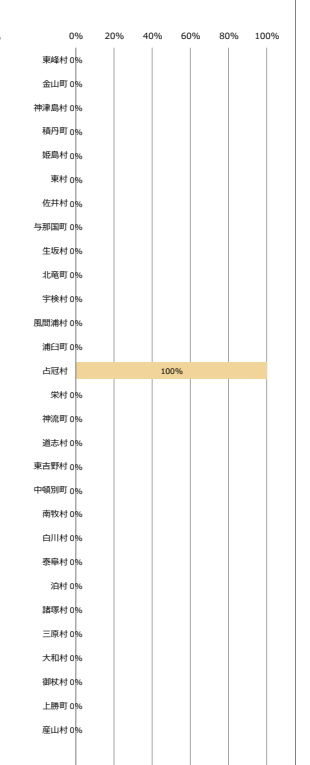 0% 20% 40% 60% 80% 100%
東峰村 0%
金山町 0%
神津島村 0%
積丹町 0%
姫島村 0%
東村 0%
佐井村 0%
与那国町 0%
生坂村 0%
北竜町 0%
宇検村 0%
風間浦村 0%
浦臼町 0%
占冠村 100%
栄村 0%
神流町 0%
道志村 0%
東吉野村 0%
中頓別町 0%
南牧村 0%
白川村 0%
泰阜村 0%
泊村 0%
諸塚村 0%
三原村 0%
大和村 0%
御杖村 0%
上勝町 0%
産山村 0%